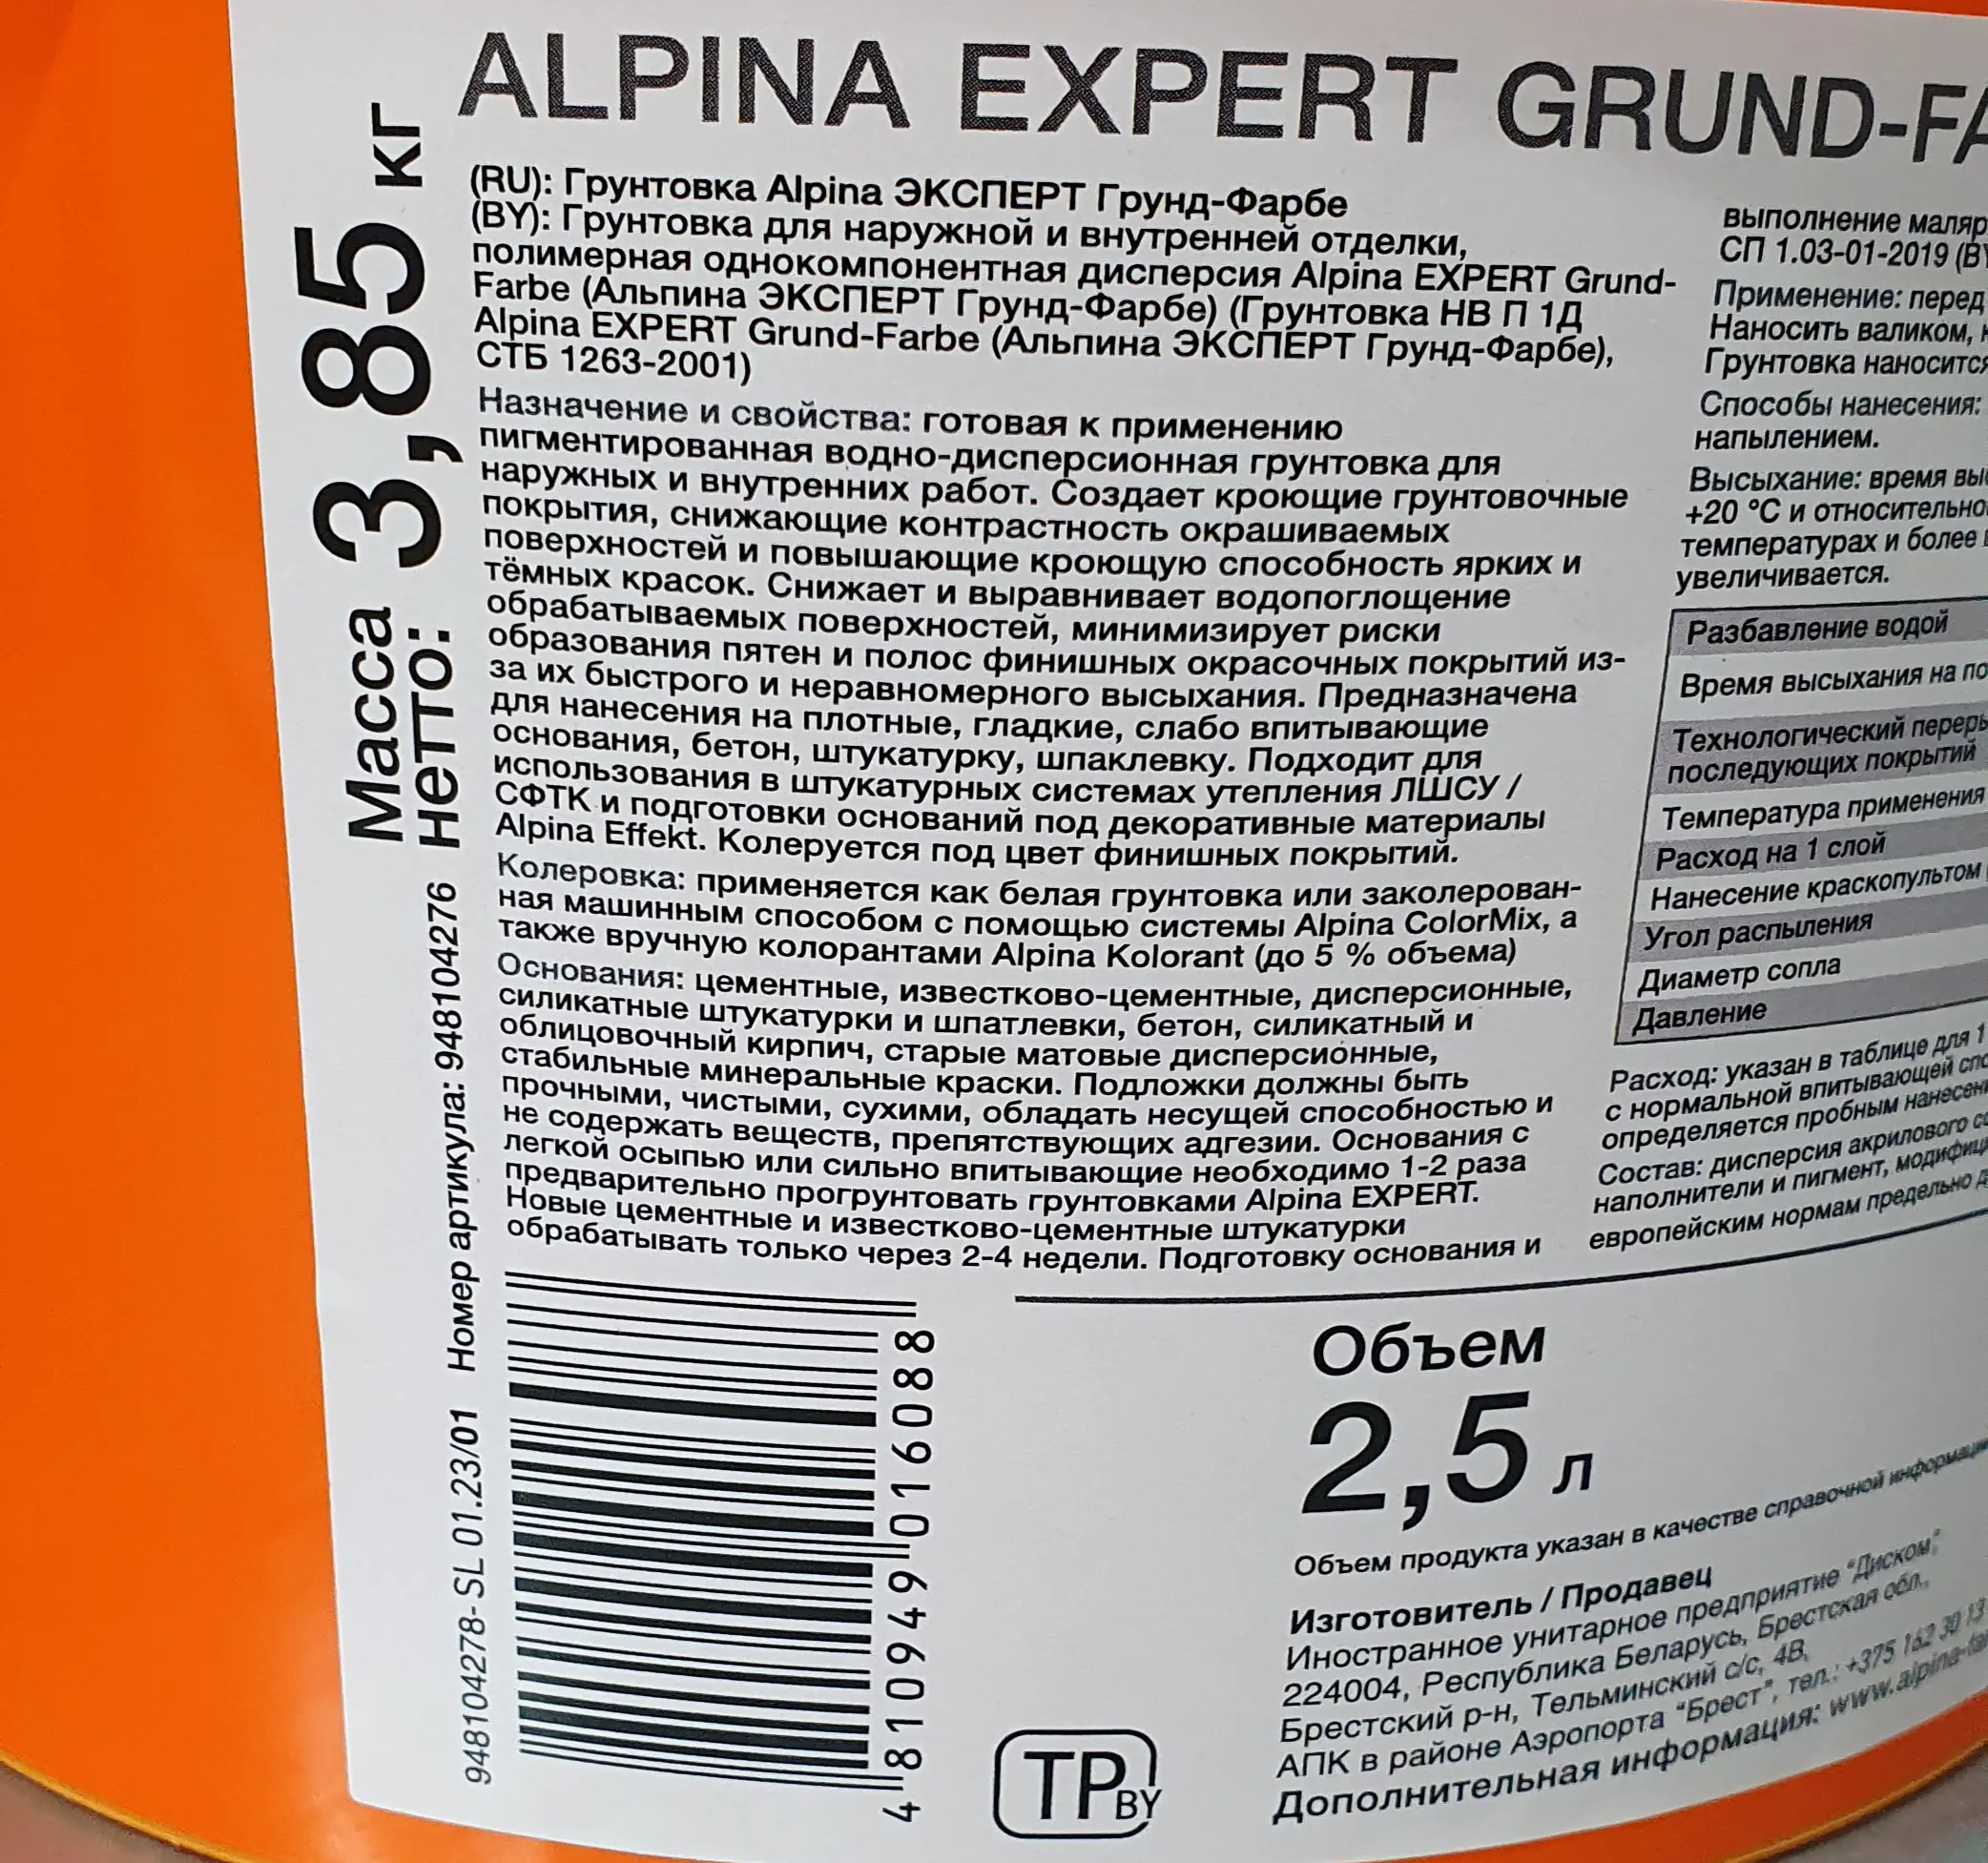 ALPINA EXPERT GRUND-FA
(RU): Грунтовка Alpina ЭКСПЕРТ Грунд-Фарбе
(BY): Грунтовка для наружной и внутренней отделки,
полимерная однокомпонентная дисперсия Alpina EXPERT Grund-
Farbe (Альпина ЭКСПЕРТ Грунд-Фарбе) (Грунтовка НВ П 1Д
Alpina EXPERT Grund-Farbe (Альпина ЭКСПЕРТ Грунд-Фарбе),
СТБ 1263-2001)
Назначение и свойства: готовая к применению
пигментированная водно-дисперсионная грунтовка для
наружных и внутренних работ. Создает кроющие грунтовочные
покрытия, снижающие контрастность окрашиваемых
поверхностей и повышающие кроющую способность ярких и
тёмных красок. Снижает и выравнивает водопоглощение
обрабатываемых поверхностей, минимизирует риски
образования пятен и полос финишных окрасочных покрытий из-
за их быстрого и неравномерного высыхания. Предназначена
для нанесения на плотные, гладкие, слабо впитывающие
основания, бетон, штукатурку, шпаклевку. Подходит для
использования в штукатурных системах утепления ЛШСУ /
СФТК и подготовки оснований под декоративные материалы
Alpina Effekt. Колеруется под цвет финишных покрытий.
Колеровка: применяется как белая грунтовка или заколерован-
ная машинным способом с помощью системы Alpina ColorMix, а
также вручную колорантами Alpina Kolorant (до 5 % объема)
Основания: цементные, известково-цементные, дисперсионные,
силикатные штукатурки и шпатлевки, бетон, силикатный и
облицовочный кирпич, старые матовые дисперсионные,
стабильные минеральные краски. Подложки должны быть
прочными, чистыми, сухими, обладать несущей способностью и
не содержать веществ, препятствующих адгезии. Основания с
легкой осыпью или сильно впитывающие необходимо 1-2 раза
предварительно прогрунтовать грунтовками Alpina EXPERT.
Новые цементные и известково-цементные штукатурки
обрабатывать только через 2-4 недели. Подготовку основания и
выполнение маляр
СП 1.03-01-2019 (BY
Применение: перед
Наносить валиком,
Грунтовка наносится
Способы нанесения:
напылением.
Высыхание: время
+20 °C и относительно
температурах и более
увеличивается.
Разбавление водой
Время высыхания на по
Технологический переры
последующих покрытий
Температура применения
Расход на 1 слой
Нанесение краскопультом
Угол распыления
Диаметр сопла
Давление
Расход: указан в таблице для 1
с нормальной впитывающей спо
определяется пробным нанесен
Состав: дисперсия акрилового со
наполнители и пигмент, модифиц
европейским нормам предельно д
Масса нетто: 3,85 кг
Номер артикула: 948104276
948104278- SL 01.23/01
4 810949 016088
TP BY
Объем
2,5 л
Объем продукта указан в качестве справочной информации
Изготовитель / Продавец
Иностранное унитарное предприятие "Диском",
224004, Республика Беларусь, Брестская обл.,
Брестский р-н, Тельминский с/с, 4В,
АПК в районе Аэропорта "Брест", тел.: +375 162 30 13
Дополнительная информация: www.alpina-fa